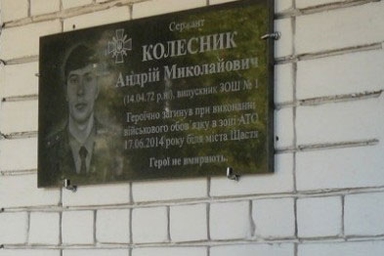 Сержант
КОЛЕСНИК
Андрій Миколайович
(14.04.72 р.н), випускник ЗОШ № 1
Героїчно загинув при виконанні
військового обов'язку в зоні АТО
17.06.2014 року біля міста Щастя
Герої не вмирають.